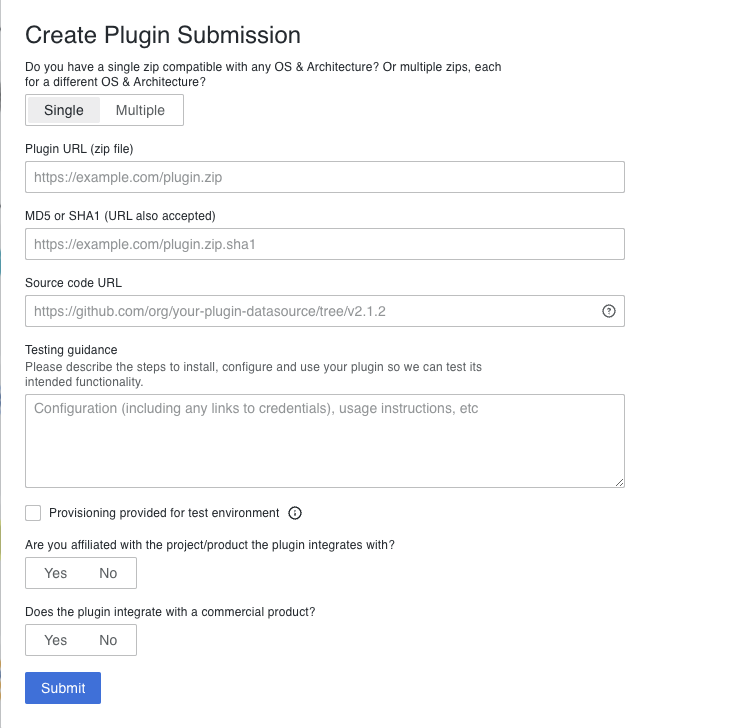 Create Plugin Submission
Do you have a single zip compatible with any OS & Architecture? Or multiple zips, each
for a different OS & Architecture?
Single Multiple
Plugin URL (zip file)
https://example.com/plugin.zip
MD5 or SHA1 (URL also accepted)
https://example.com/plugin.zip.sha1
Source code URL
https://github.com/org/your-plugin-datasource/tree/v2.1.2
Testing guidance
Please describe the steps to install, configure and use your plugin so we can test its
intended functionality.
Configuration (including any links to credentials), usage instructions, etc
Provisioning provided for test environment
Are you affiliated with the project/product the plugin integrates with?
Yes No
Does the plugin integrate with a commercial product?
Yes No
Submit